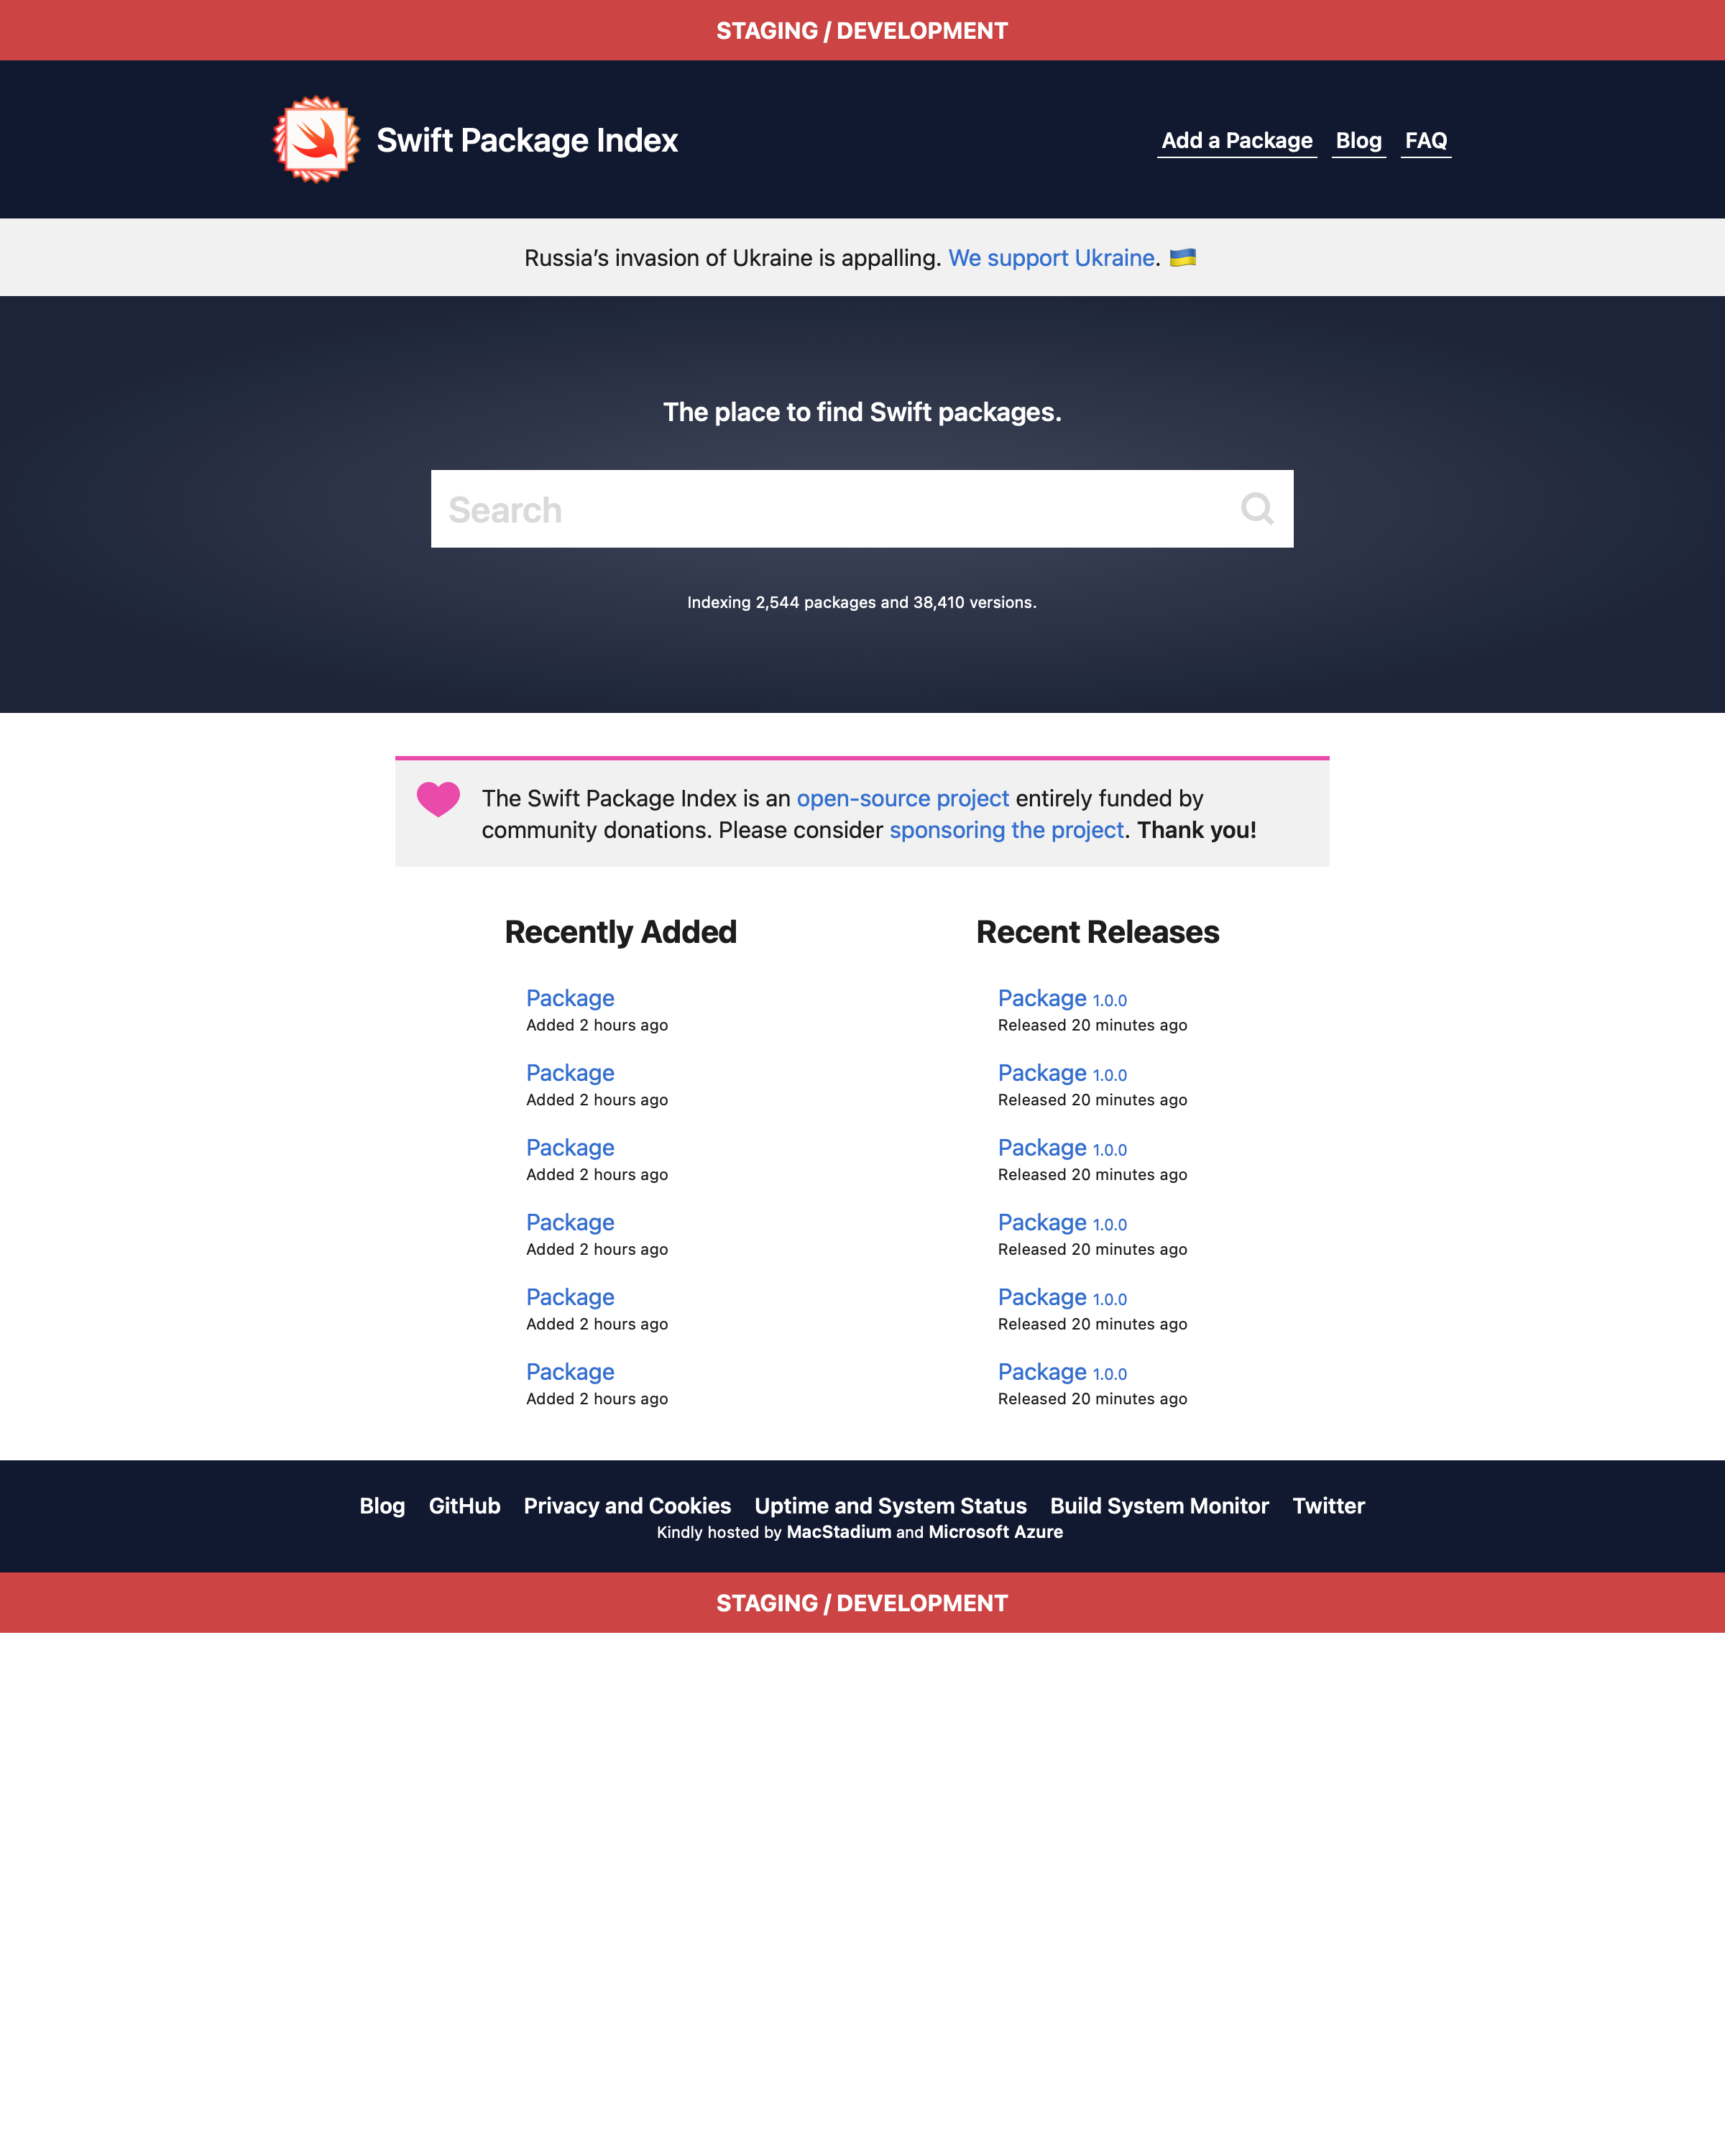 STAGING / DEVELOPMENT
Swift Package Index
Add a Package Blog FAQ
Russia’s invasion of Ukraine is appalling. We support Ukraine. 🇺🇦
The place to find Swift packages.
Search
Indexing 2,544 packages and 38,410 versions.
The Swift Package Index is an open-source project entirely funded by
community donations. Please consider sponsoring the project. Thank you!
Recently Added
Package
Added 2 hours ago
Package
Added 2 hours ago
Package
Added 2 hours ago
Package
Added 2 hours ago
Package
Added 2 hours ago
Package
Added 2 hours ago
Recent Releases
Package 1.0.0
Released 20 minutes ago
Package 1.0.0
Released 20 minutes ago
Package 1.0.0
Released 20 minutes ago
Package 1.0.0
Released 20 minutes ago
Package 1.0.0
Released 20 minutes ago
Package 1.0.0
Released 20 minutes ago
Blog GitHub Privacy and Cookies Uptime and System Status Build System Monitor Twitter
Kindly hosted by MacStadium and Microsoft Azure
STAGING / DEVELOPMENT